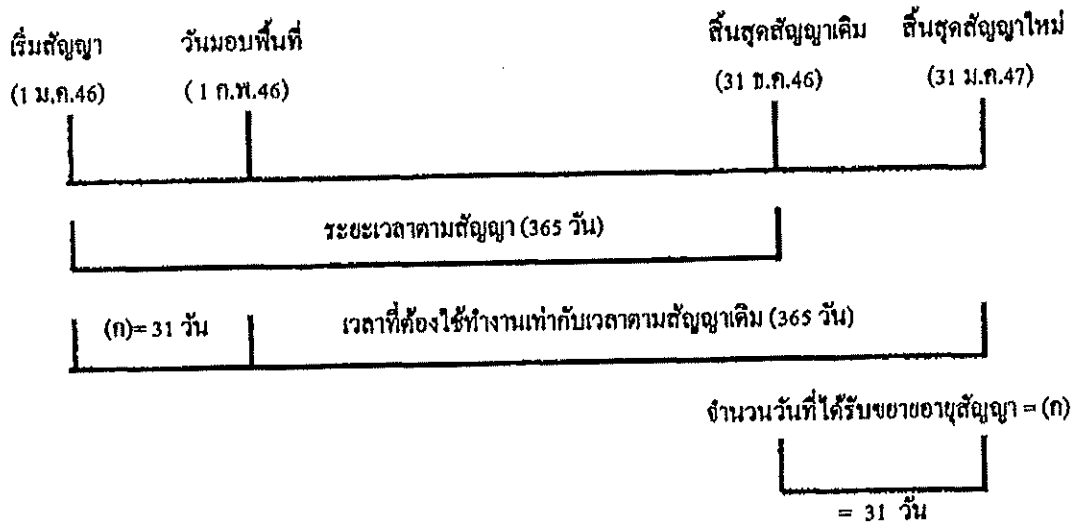 เริ่มสัญญา วันมอบพื้นที่ สิ้นสุดสัญญาเดิม สิ้นสุดสัญญาใหม่
(1 ม.ค.46) (1 ก.พ.46) (31 ธ.ค.46) (31 ม.ค.47)
ระยะเวลาตามสัญญา (365 วัน)
(ก)= 31 วัน เวลาที่ต้องใช้ทำงานเท่ากับเวลาตามสัญญาเดิม (365 วัน)
จำนวนวันที่ได้รับขยายอายุสัญญา = (ก)
= 31 วัน